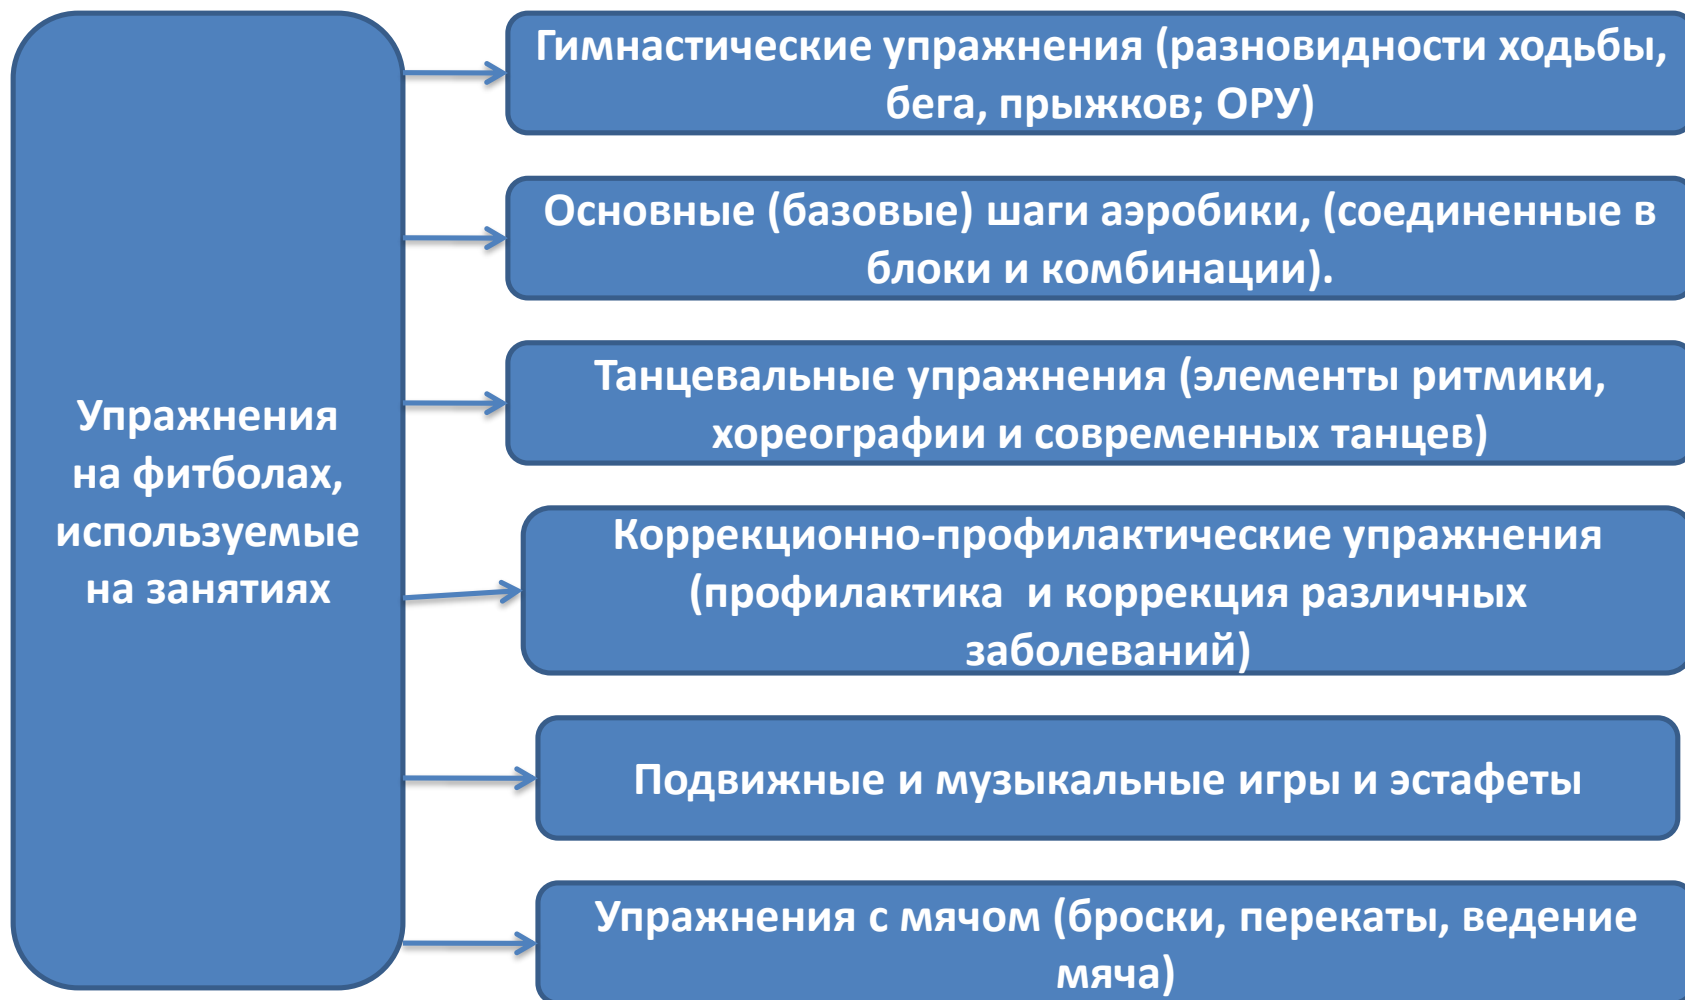 Упражнения
на фитболах,
используемые
на занятиях
Гимнастические упражнения (разновидности ходьбы,
бега, прыжков; ОРУ)
Основные (базовые) шаги аэробики, (соединенные в
блоки и комбинации).
Танцевальные упражнения (элементы ритмики,
хореографии и современных танцев)
Коррекционно-профилактические упражнения
(профилактика  и коррекция различных
заболеваний)
Подвижные и музыкальные игры и эстафеты
Упражнения с мячом (броски, перекаты, ведение
мяча)